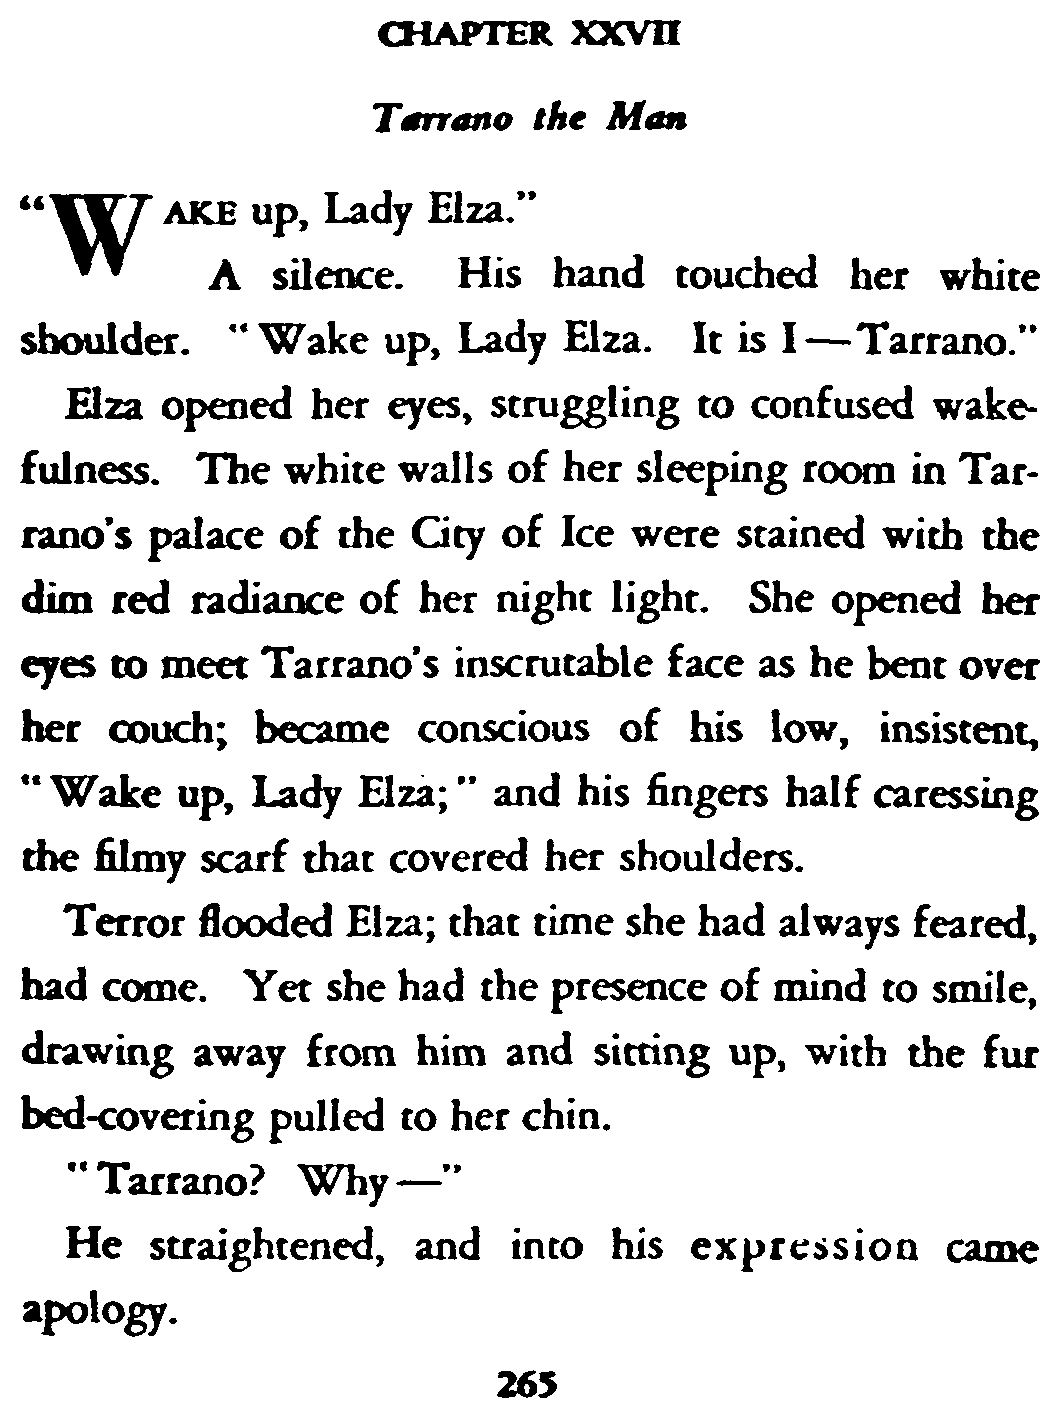 CHAPTER XXVII
Tarrano the Man
"WAKE up, Lady Elza."
A silence. His hand touched her white
shoulder. "Wake up, Lady Elza. It is I—Tarrano."
Elza opened her eyes, struggling to confused wake-
fulness. The white walls of her sleeping room in Tar-
rano's palace of the City of Ice were stained with the
dim red radiance of her night light. She opened her
eyes to meet Tarrano's inscrutable face as he bent over
her couch; became conscious of his low, insistent,
"Wake up, Lady Elza;" and his fingers half caressing
the filmy scarf that covered her shoulders.
Terror flooded Elza; that time she had always feared,
had come. Yet she had the presence of mind to smile,
drawing away from him and sitting up, with the fur
bed-covering pulled to her chin.
"Tarrano? Why—"
He straightened, and into his expression came
apology.
265